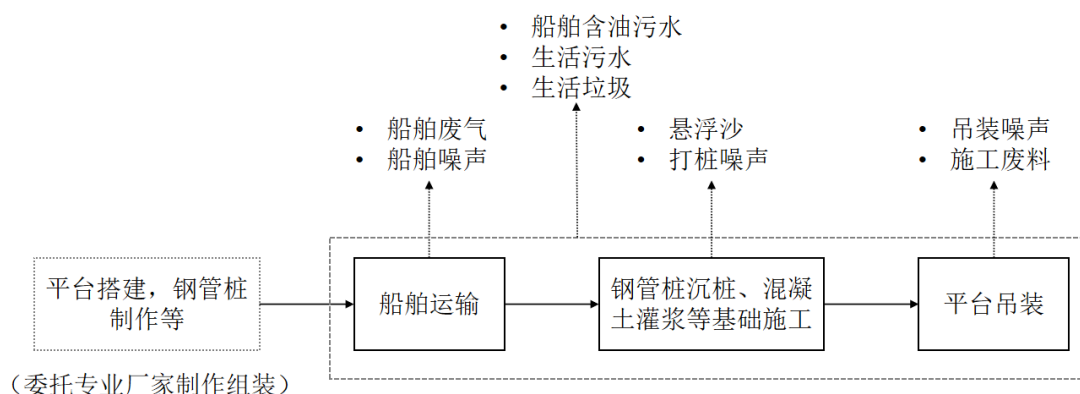 • 船舶含油污水
• 生活污水
• 生活垃圾
• 船舶废气
• 船舶噪声
• 悬浮沙
• 打桩噪声
• 吊装噪声
• 施工废料
平台搭建，钢管桩
制作等
船舶运输
钢管桩沉桩、混凝
土灌浆等基础施工
平台吊装
（委托专业厂家制作组装）